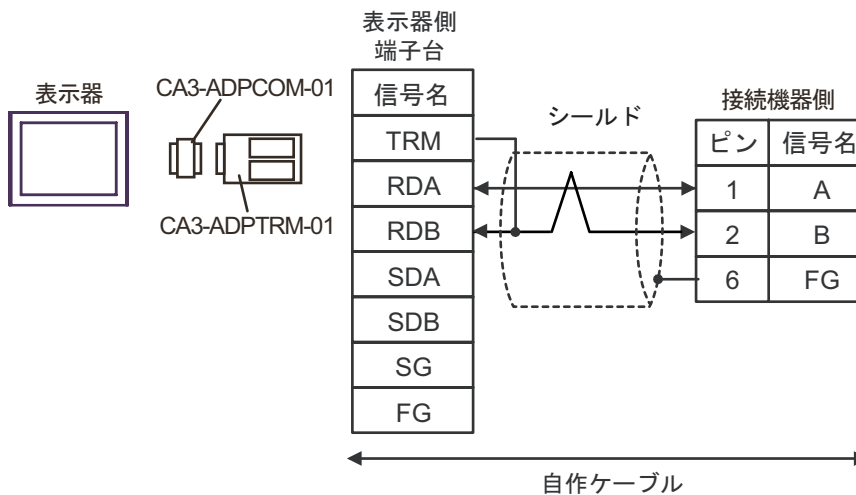 表示器側
端子台
表示器
CA3-ADPCOM-01
CA3-ADPTRM-01
信号名
TRM
RDA
RDB
SDA
SDB
SG
FG
シールド
接続機器側
ピン 信号名
1 A
2 B
6 FG
自作ケーブル